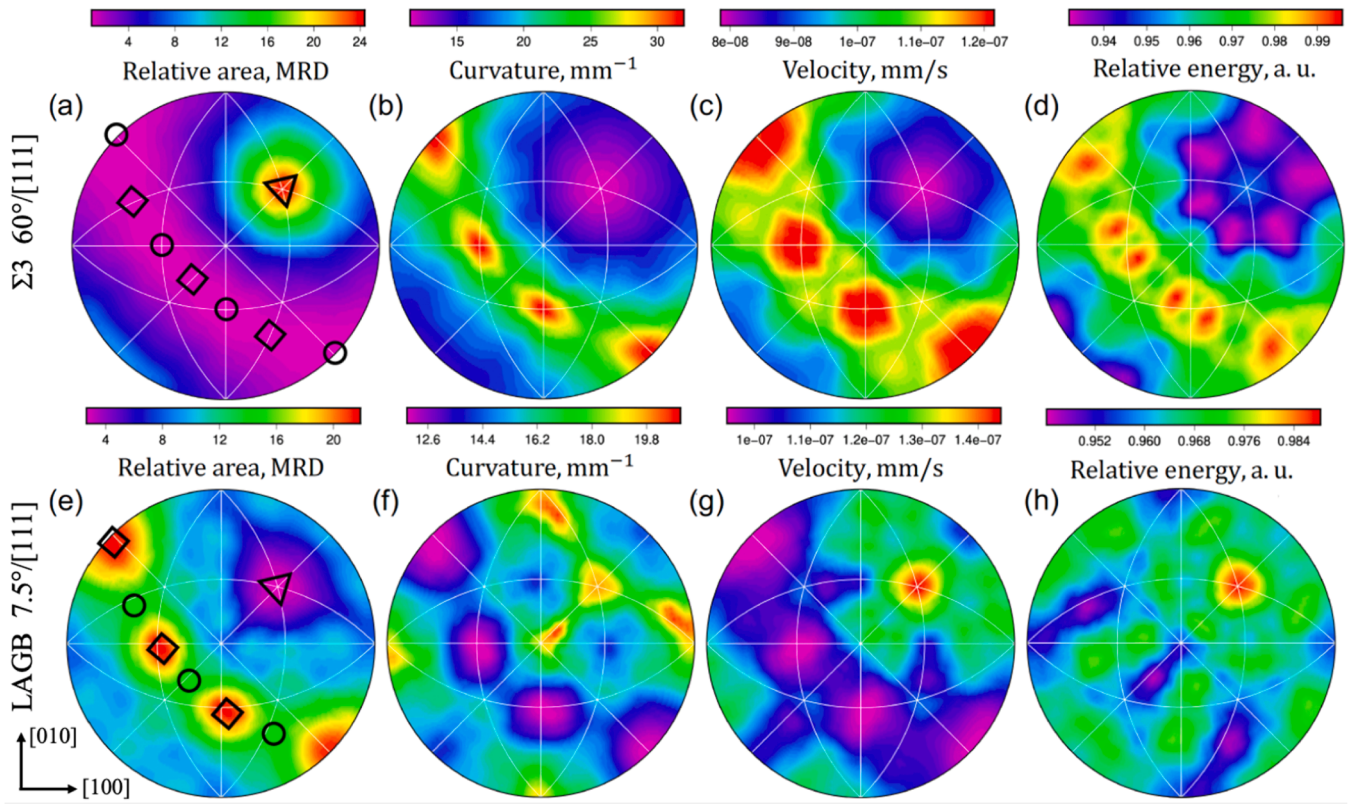 4 8 12 16 20 24
15 20 25 30
8e-08 9e-08 1e-07 1.1e-07 1.2e-07
0.94 0.95 0.96 0.97 0.98 0.99
Relative area, MRD
Curvature, mm⁻¹
Velocity, mm/s
Relative energy, a. u.
(a) (b) (c) (d)
Σ3 60°/[111]
4 8 12 16 20
12.6 14.4 16.2 18.0 19.8
1e-07 1.1e-07 1.2e-07 1.3e-07 1.4e-07
0.952 0.960 0.968 0.976 0.984
Relative area, MRD
Curvature, mm⁻¹
Velocity, mm/s
Relative energy, a. u.
(e) (f) (g) (h)
LAGB 7.5°/[111]
[010]
[100]